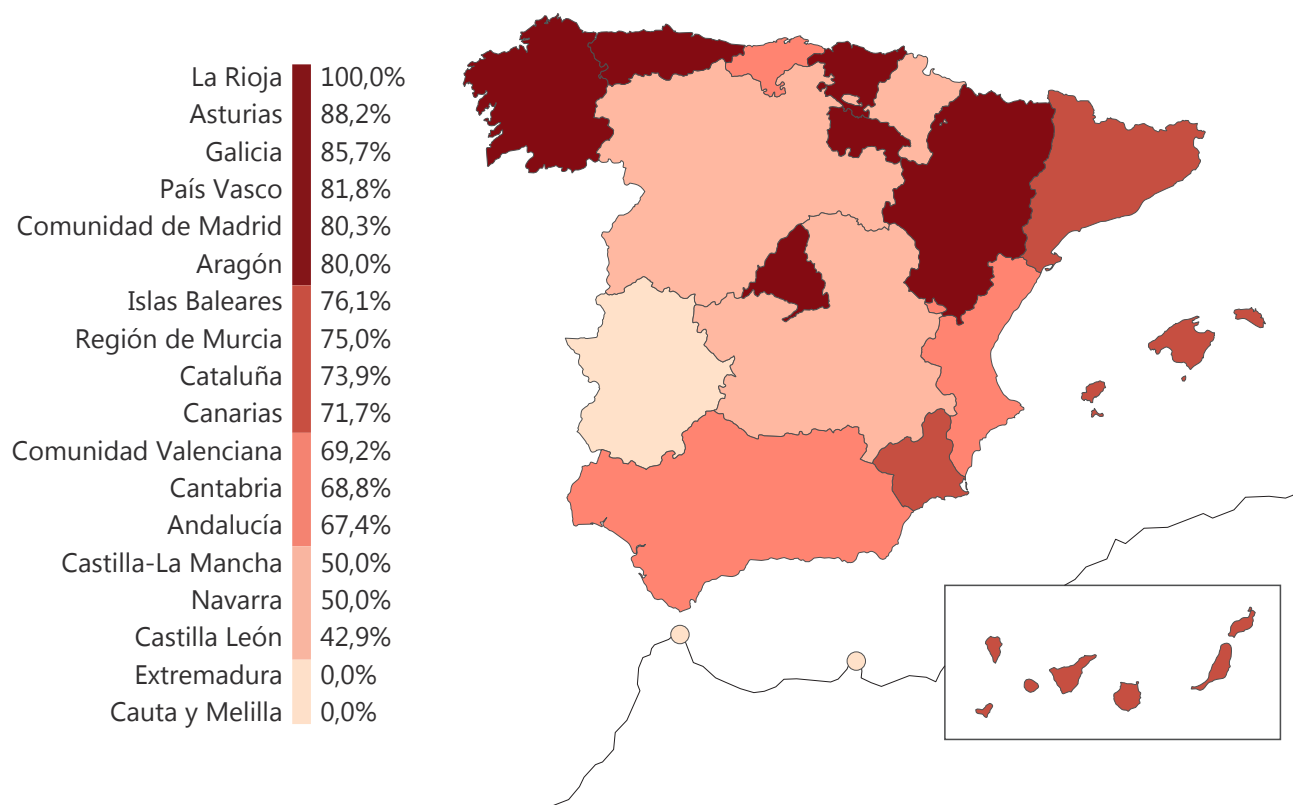 La Rioja 100,0%
Asturias 88,2%
Galicia 85,7%
País Vasco 81,8%
Comunidad de Madrid 80,3%
Aragón 80,0%
Islas Baleares 76,1%
Región de Murcia 75,0%
Cataluña 73,9%
Canarias 71,7%
Comunidad Valenciana 69,2%
Cantabria 68,8%
Andalucía 67,4%
Castilla-La Mancha 50,0%
Navarra 50,0%
Castilla León 42,9%
Extremadura 0,0%
Cauta y Melilla 0,0%